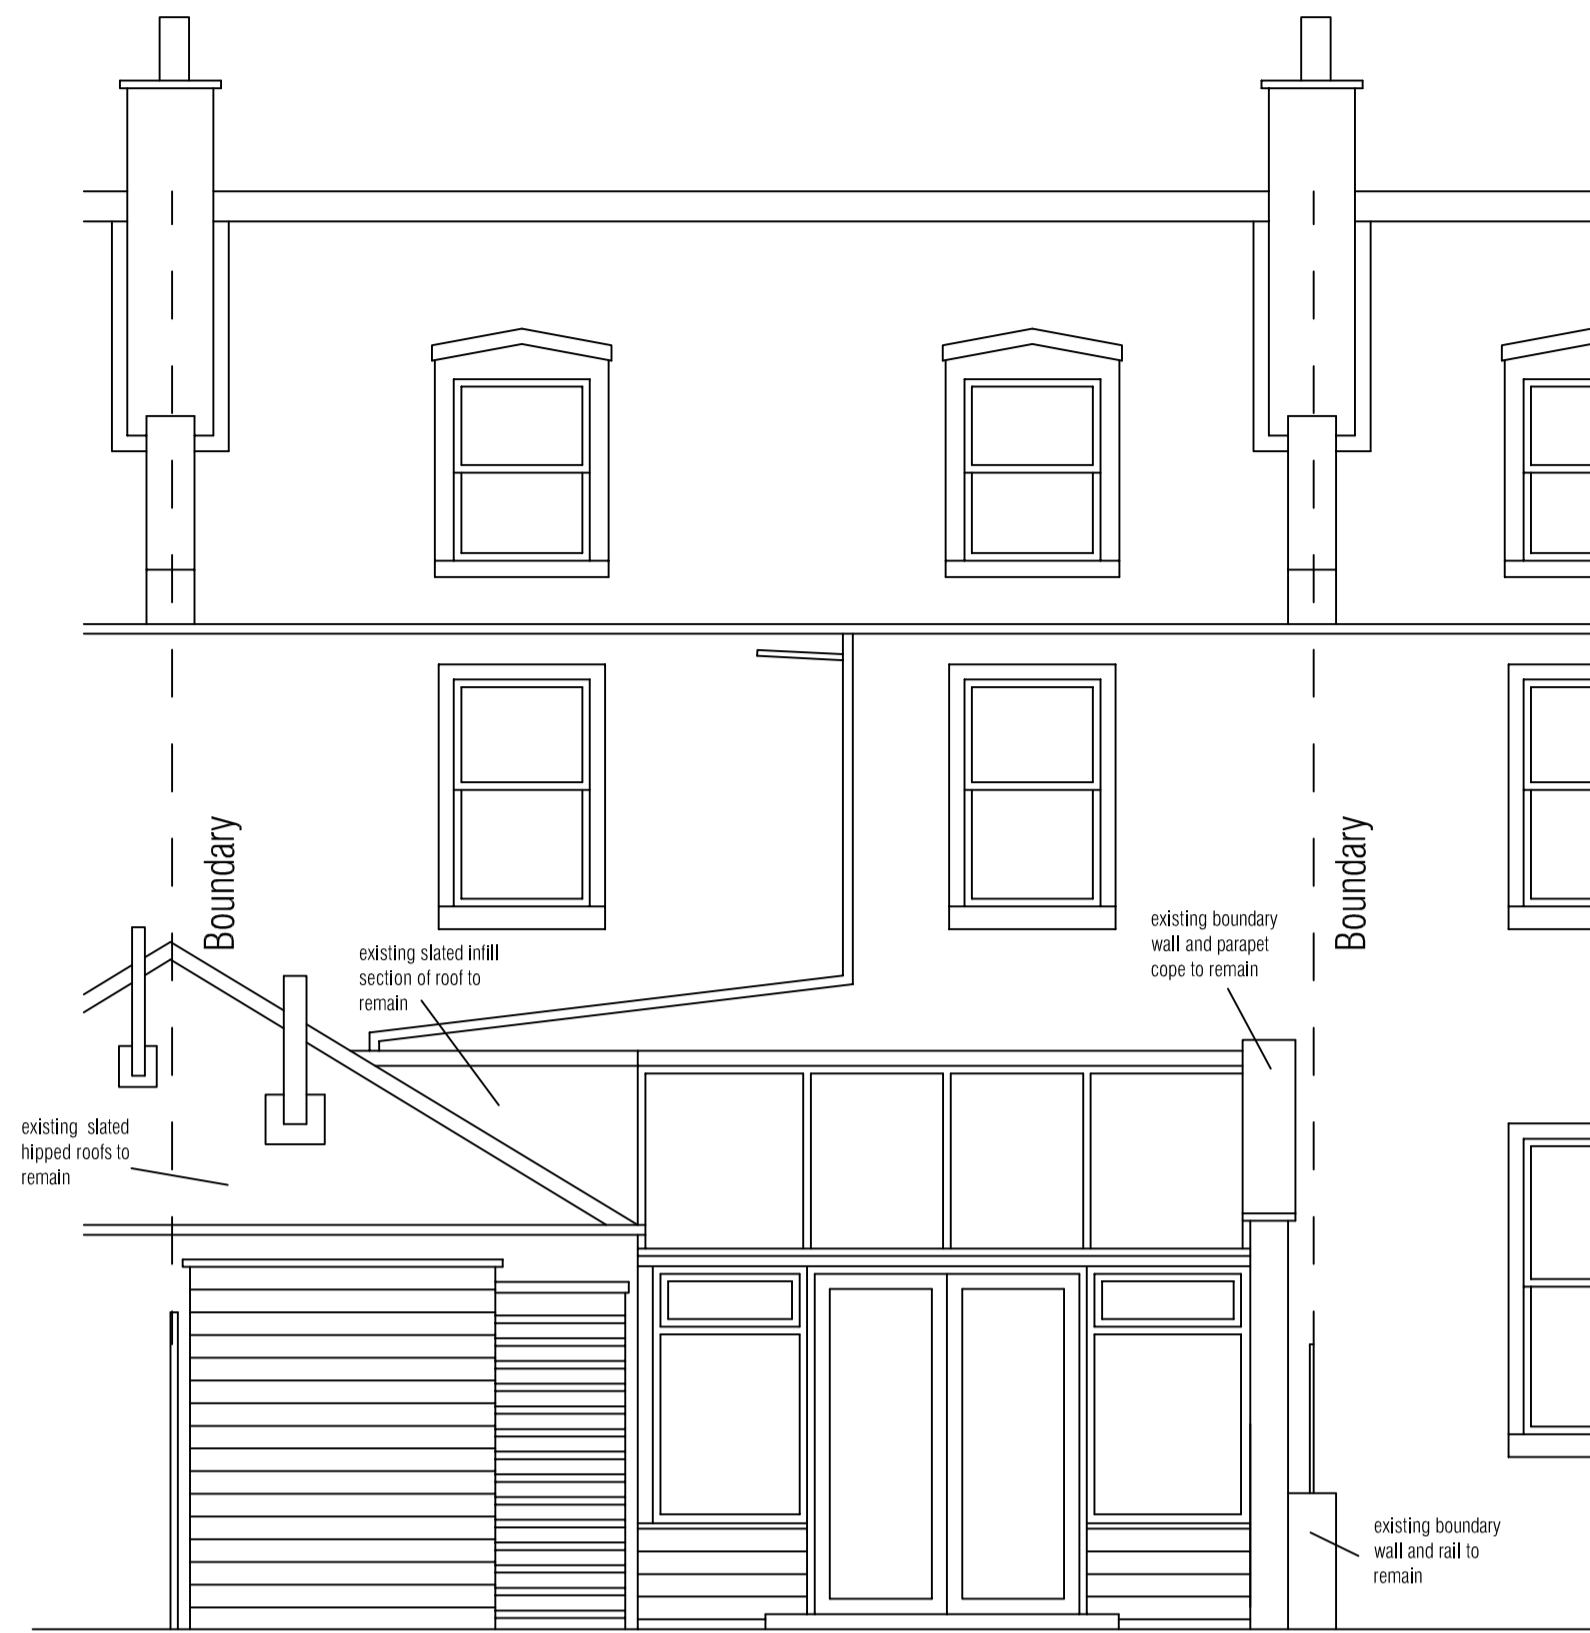 Boundary
Boundary
existing boundary
wall and parapet
cope to remain
existing slated infill
section of roof to
remain
existing slated
hipped roofs to
remain
existing boundary
wall and rail to
remain